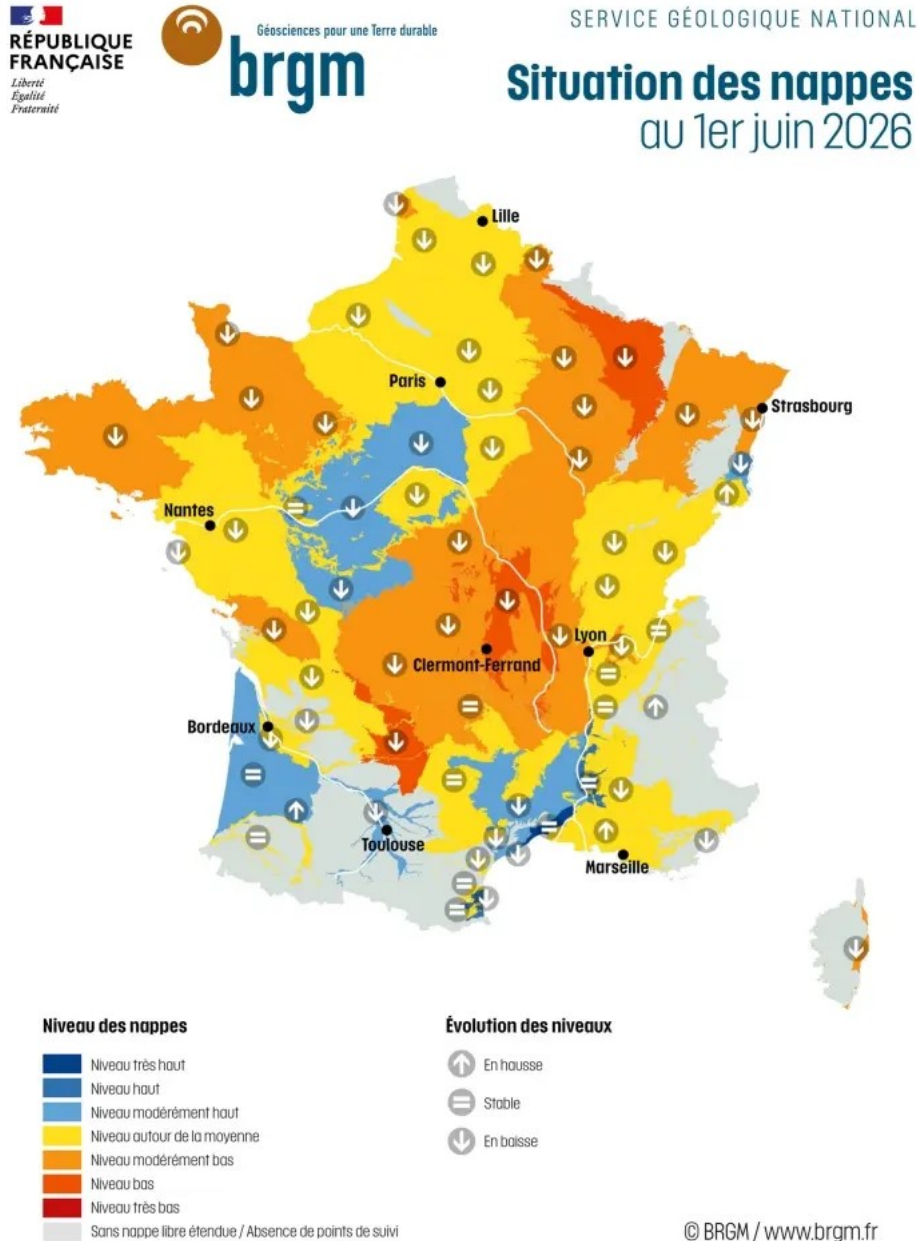 RÉPUBLIQUE
FRANÇAISE
Liberté
Égalité
Fraternité
Géosciences pour une Terre durable
brgm
SERVICE GÉOLOGIQUE NATIONAL
Situation des nappes
au 1er juin 2026
Lille
Paris
Strasbourg
Nantes
Lyon
Clermont-Ferrand
Bordeaux
Toulouse
Marseille
Niveau des nappes
Niveau très haut
Niveau haut
Niveau modérément haut
Niveau autour de la moyenne
Niveau modérément bas
Niveau bas
Niveau très bas
Sans nappe libre étendue / Absence de points de suivi
Évolution des niveaux
En hausse
Stable
En baisse
© BRGM / www.brgm.fr